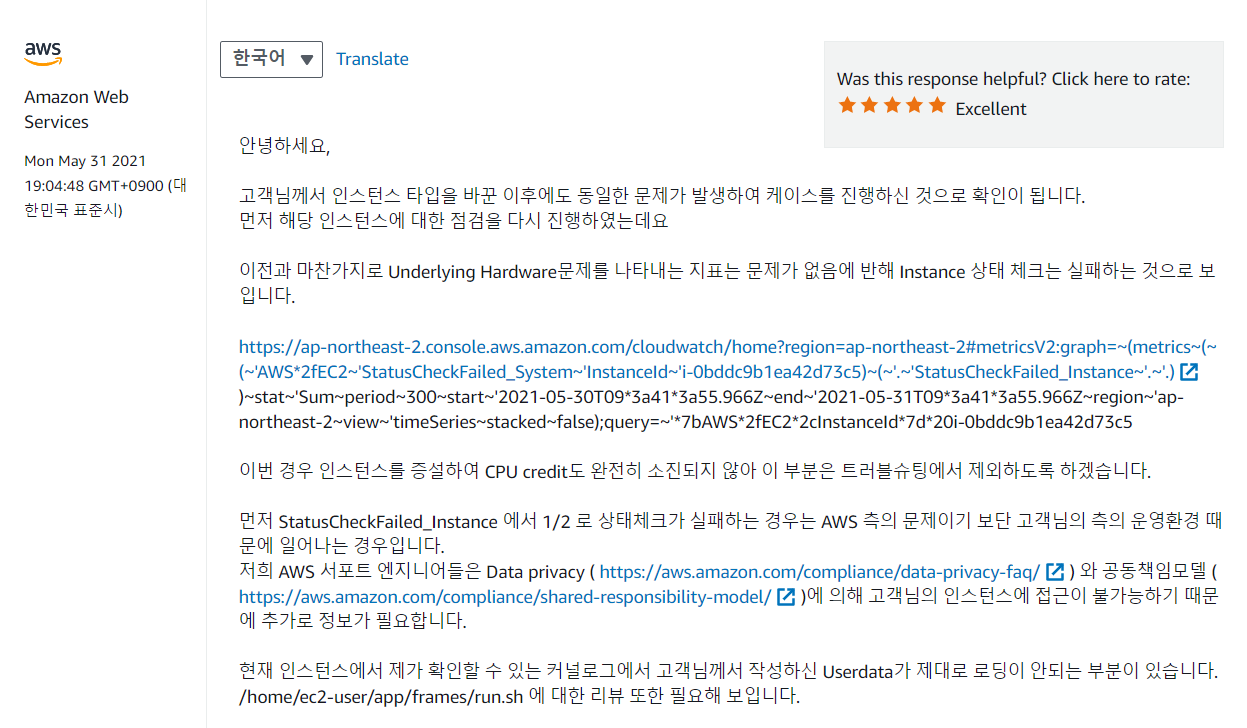 aws
Amazon Web
Services
Mon May 31 2021
19:04:48 GMT+0900 (대
한민국 표준시)
한국어 ▼ Translate
Was this response helpful? Click here to rate:
★★★★★ Excellent
안녕하세요,
고객님께서 인스턴스 타입을 바꾼 이후에도 동일한 문제가 발생하여 케이스를 진행하신 것으로 확인이 됩니다.
먼저 해당 인스턴스에 대한 점검을 다시 진행하였는데요
이전과 마찬가지로 Underlying Hardware문제를 나타내는 지표는 문제가 없음에 반해 Instance 상태 체크는 실패하는 것으로 보
입니다.
https://ap-northeast-2.console.aws.amazon.com/cloudwatch/home?region=ap-northeast-2#metricsV2:graph=~(metrics~(~
(~'AWS*2fEC2~'StatusCheckFailed_System~'InstanceId~'i-0bddc9b1ea42d73c5)~(~'.~'StatusCheckFailed_Instance~'.~'.)
)~stat~'Sum~period~300~start~'2021-05-30T09*3a41*3a55.966Z~end~'2021-05-31T09*3a41*3a55.966Z~region~'ap-
northeast-2~view~'timeSeries~stacked~false);query=~'*7bAWS*2fEC2*2cInstanceId*7d*20i-0bddc9b1ea42d73c5
이번 경우 인스턴스를 증설하여 CPU credit도 완전히 소진되지 않아 이 부분은 트러블슈팅에서 제외하도록 하겠습니다.
먼저 StatusCheckFailed_Instance 에서 1/2 로 상태체크가 실패하는 경우는 AWS 측의 문제이기 보단 고객님의 측의 운영환경 때
문에 일어나는 경우입니다.
저희 AWS 서포트 엔지니어들은 Data privacy ( https://aws.amazon.com/compliance/data-privacy-faq/ ) 와 공동책임모델 (
https://aws.amazon.com/compliance/shared-responsibility-model/ )에 의해 고객님의 인스턴스에 접근이 불가능하기 때문
에 추가로 정보가 필요합니다.
현재 인스턴스에서 제가 확인할 수 있는 커널로그에서 고객님께서 작성하신 Userdata가 제대로 로딩이 안되는 부분이 있습니다.
/home/ec2-user/app/frames/run.sh 에 대한 리뷰 또한 필요해 보입니다.